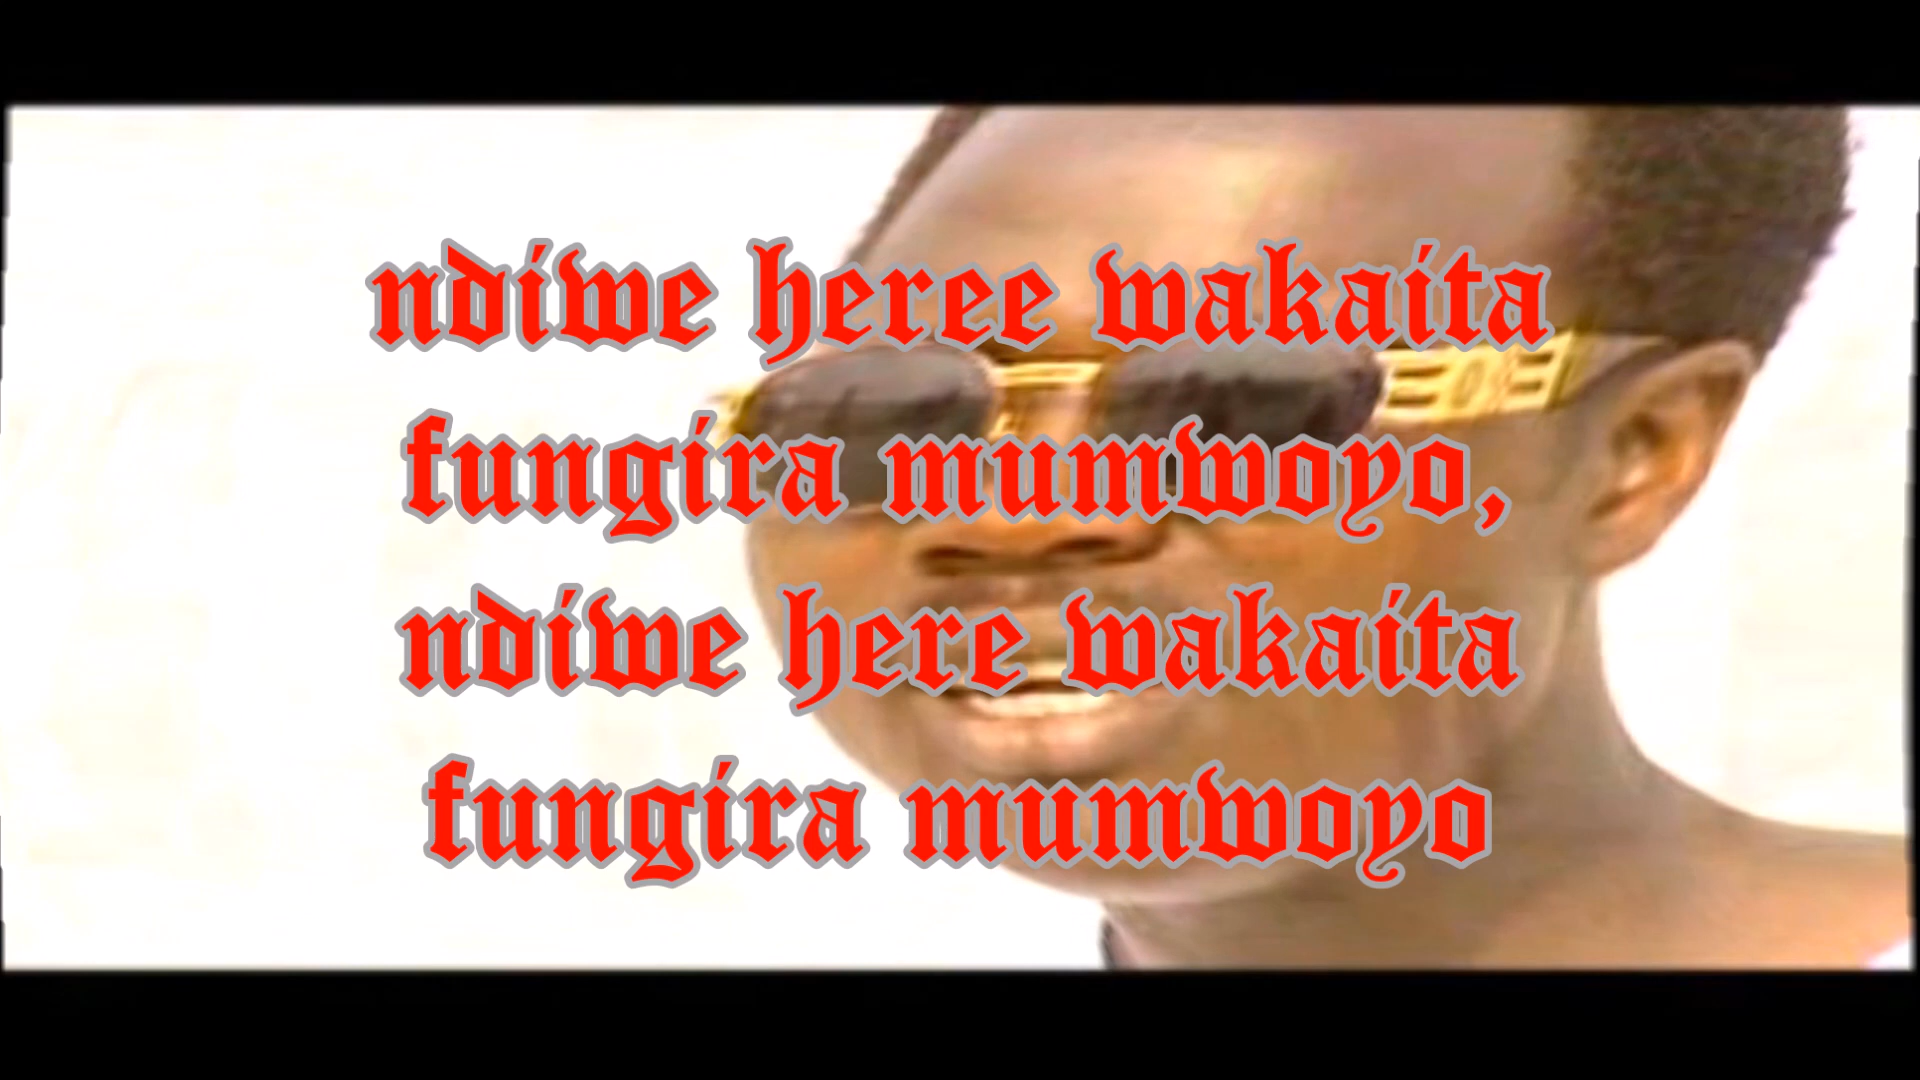 ndiwe heree wakaita
fungira mumwoyo,
ndiwe here wakaita
fungira mumwoyo